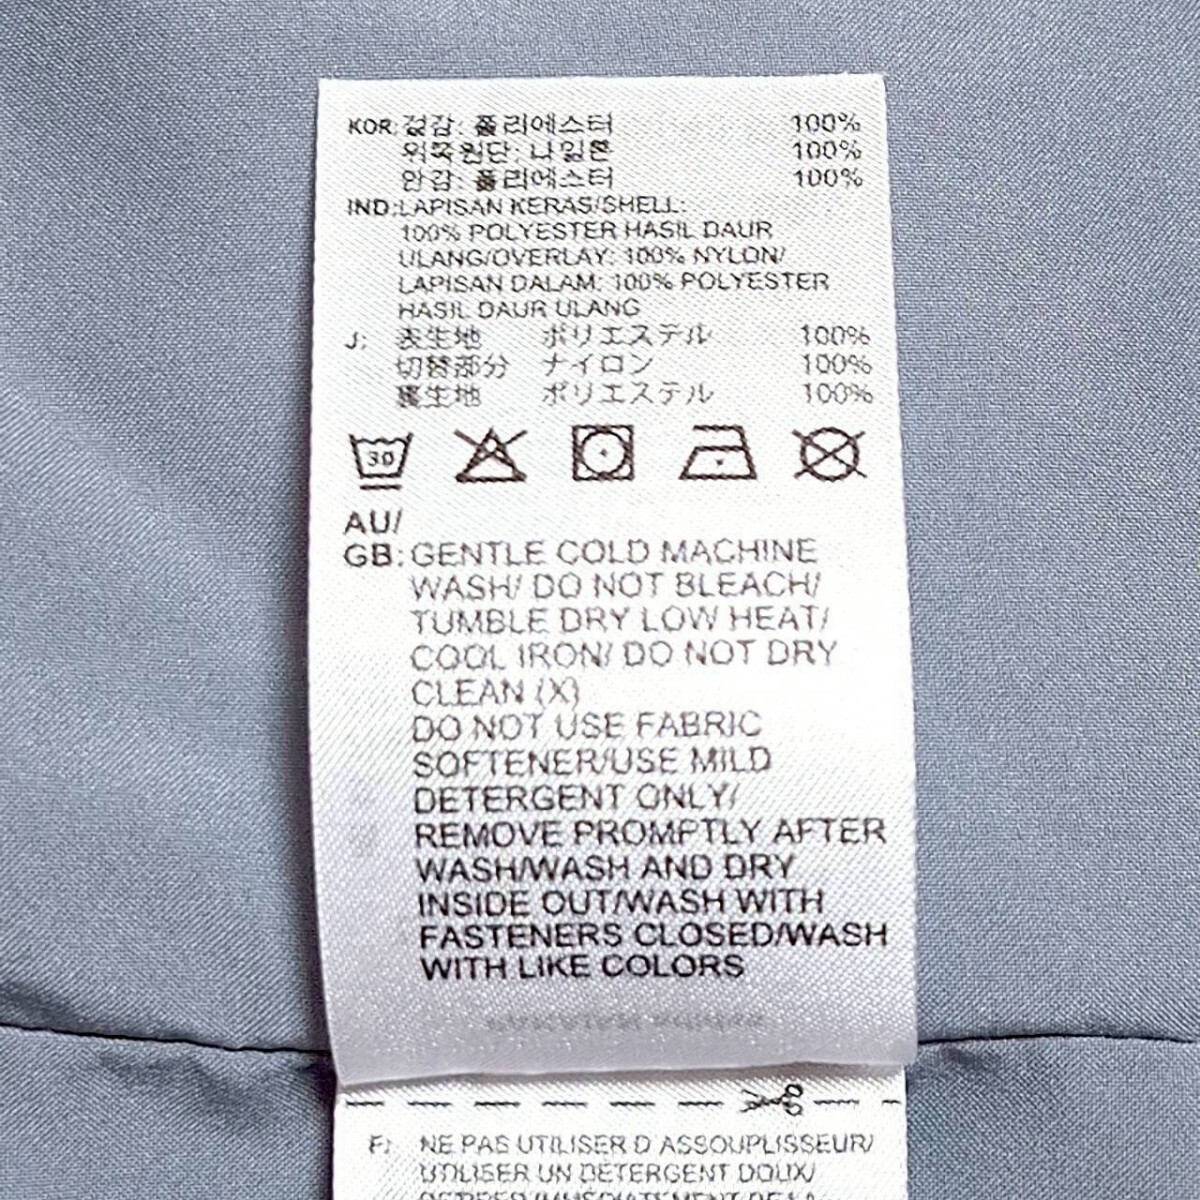 KOR: 겉감: 폴리에스터 100%
위쪽원단: 나일론 100%
안감: 폴리에스터 100%
IND: LAPISAN KERAS/SHELL:
100% POLYESTER HASIL DAUR
ULANG/OVERLAY: 100% NYLON/
LAPISAN DALAM: 100% POLYESTER
HASIL DAUR ULANG
J: 表生地 ポリエステル 100%
切替部分 ナイロン 100%
裏生地 ポリエステル 100%
30
AU/
GB: GENTLE COLD MACHINE
WASH/ DO NOT BLEACH/
TUMBLE DRY LOW HEAT/
COOL IRON/ DO NOT DRY
CLEAN (X)
DO NOT USE FABRIC
SOFTENER/USE MILD
DETERGENT ONLY/
REMOVE PROMPTLY AFTER
WASH/WASH AND DRY
INSIDE OUT/WASH WITH
FASTENERS CLOSED/WASH
WITH LIKE COLORS
F: NE PAS UTILISER D ASSOUPLISSEUR/
UTILISER UN DETERGENT DOUX/